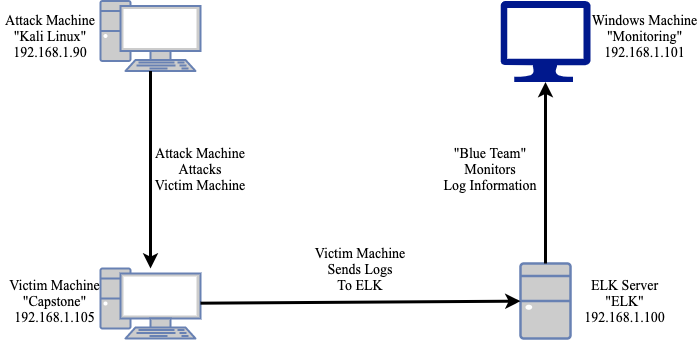 Attack Machine
"Kali Linux"
192.168.1.90
Windows Machine
"Monitoring"
192.168.1.101
Attack Machine
Attacks
Victim Machine
"Blue Team"
Monitors
Log Information
Victim Machine
Sends Logs
To ELK
Victim Machine
"Capstone"
192.168.1.105
ELK Server
"ELK"
192.168.1.100